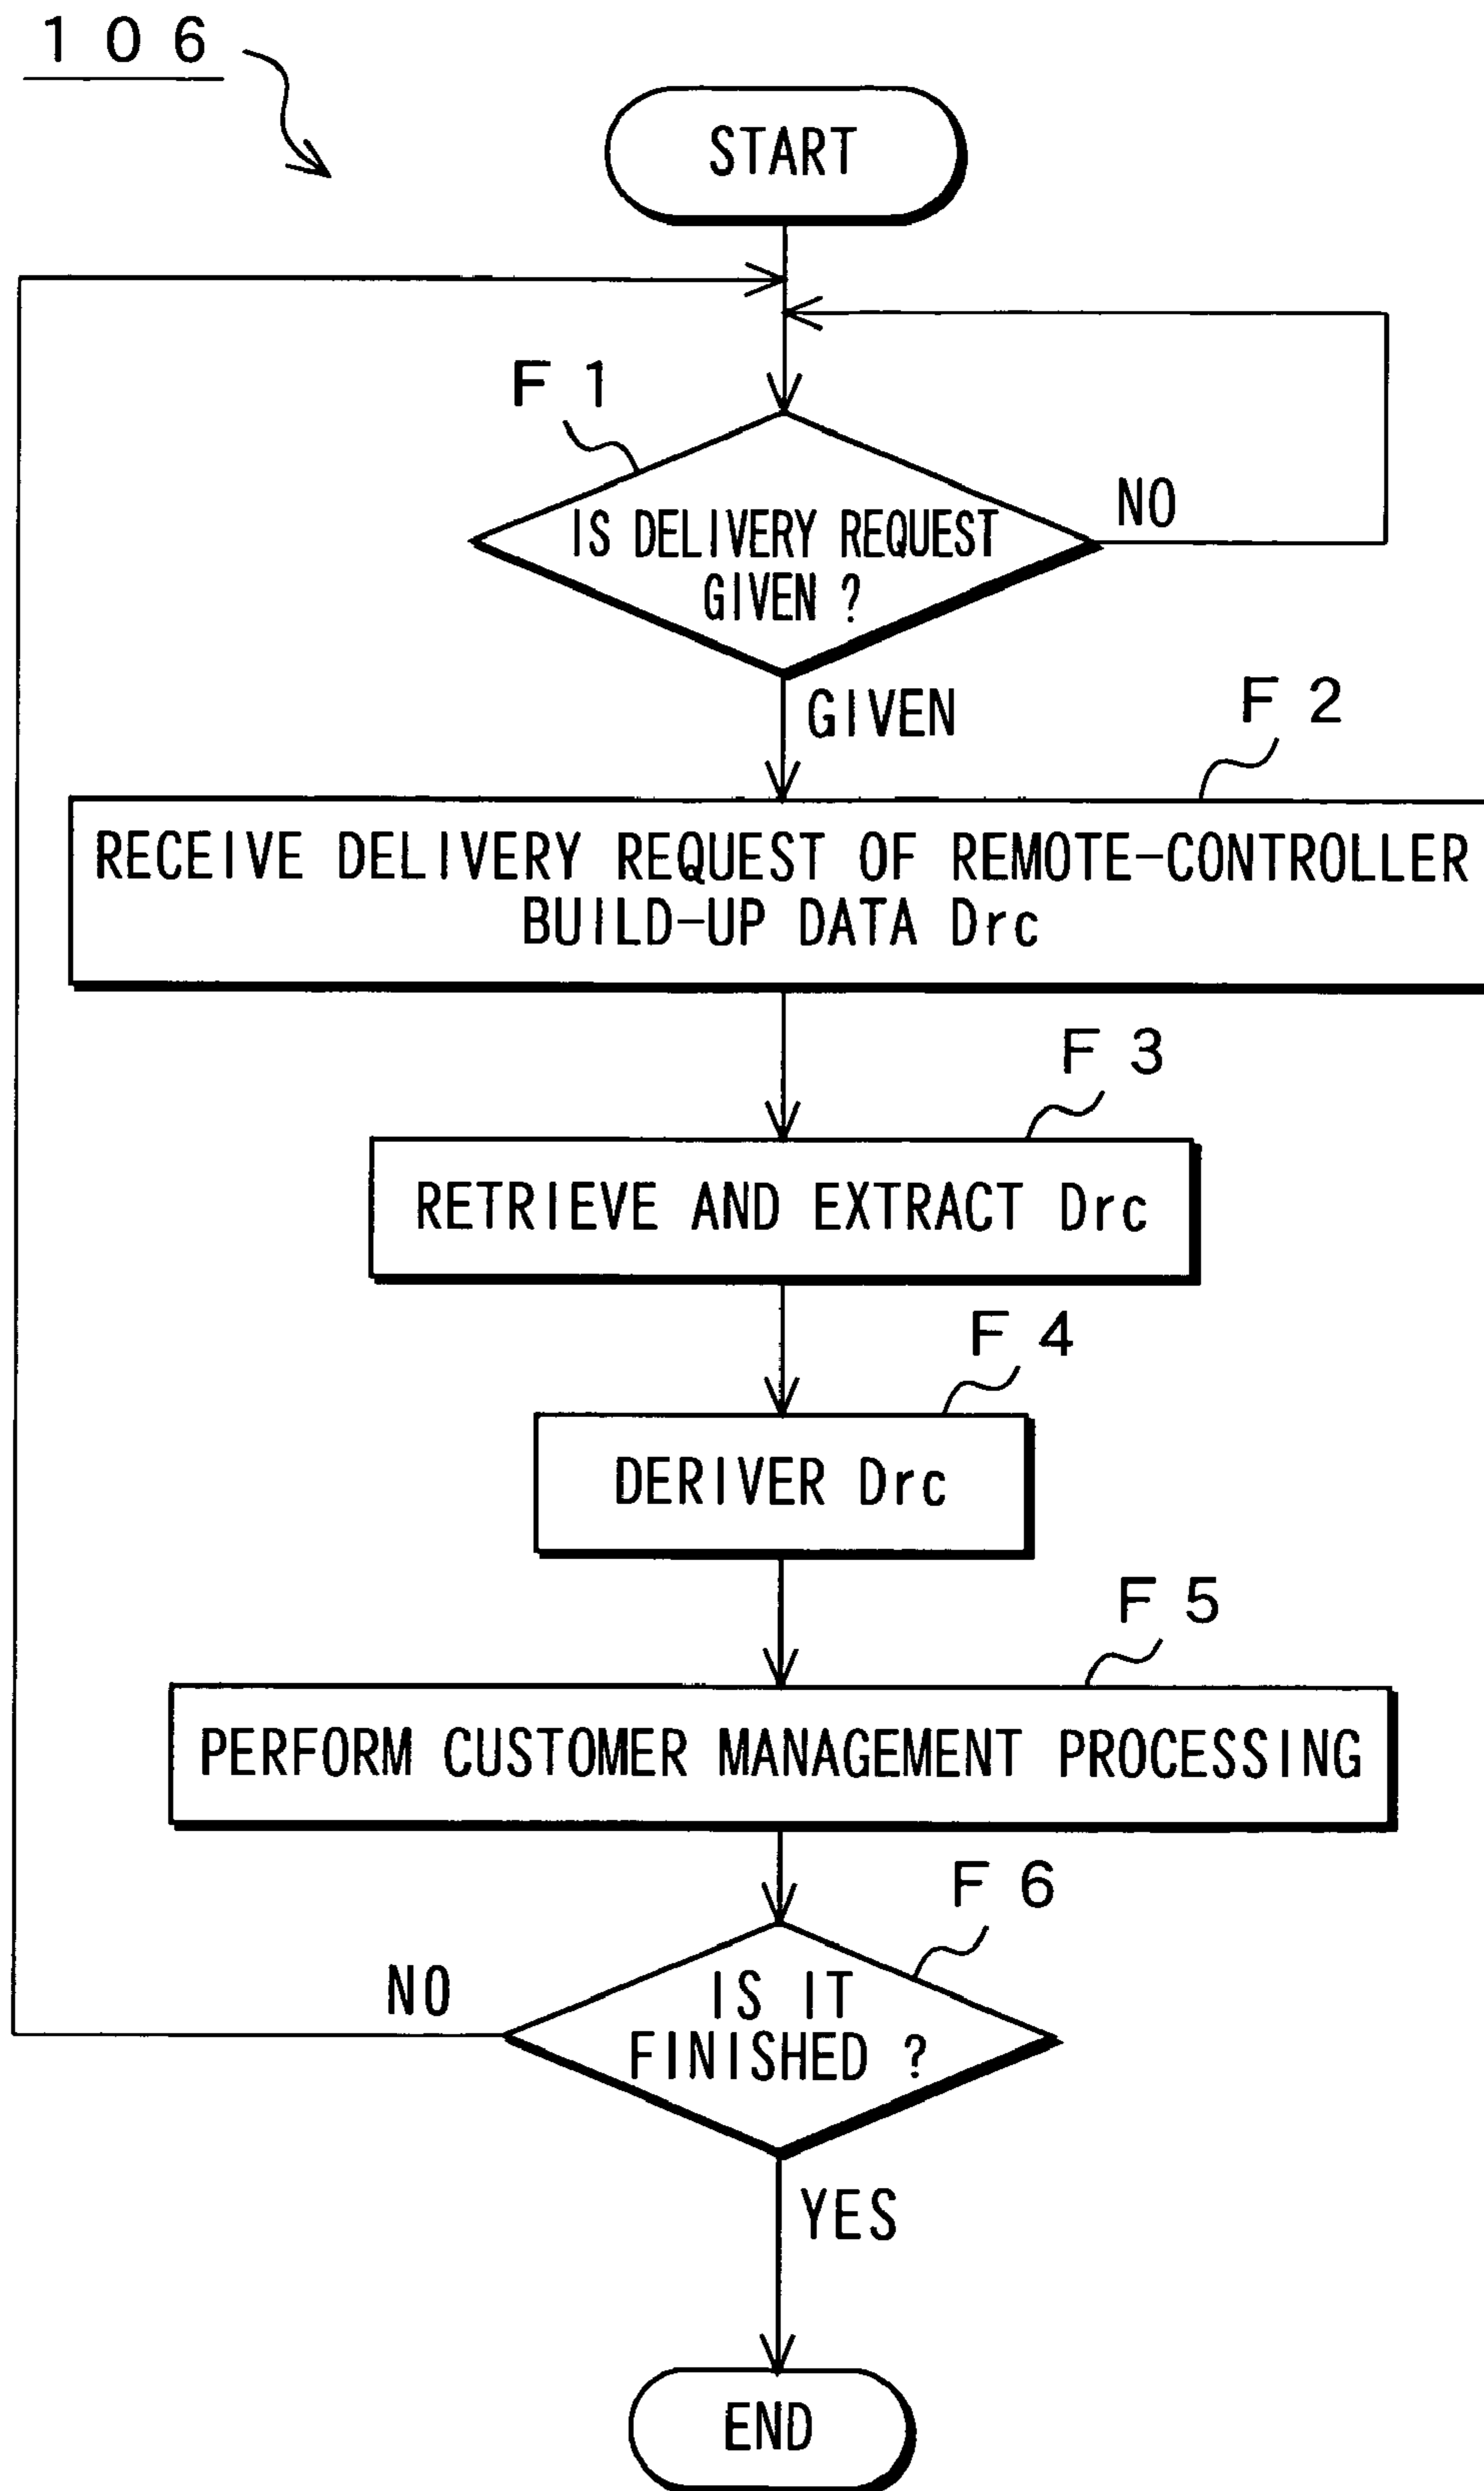 106
START
F1
IS DELIVERY REQUEST
GIVEN ?
NO
GIVEN
F2
RECEIVE DELIVERY REQUEST OF REMOTE-CONTROLLER
BUILD-UP DATA Drc
F3
RETRIEVE AND EXTRACT Drc
F4
DERIVER Drc
F5
PERFORM CUSTOMER MANAGEMENT PROCESSING
F6
IS IT
FINISHED ?
NO
YES
END